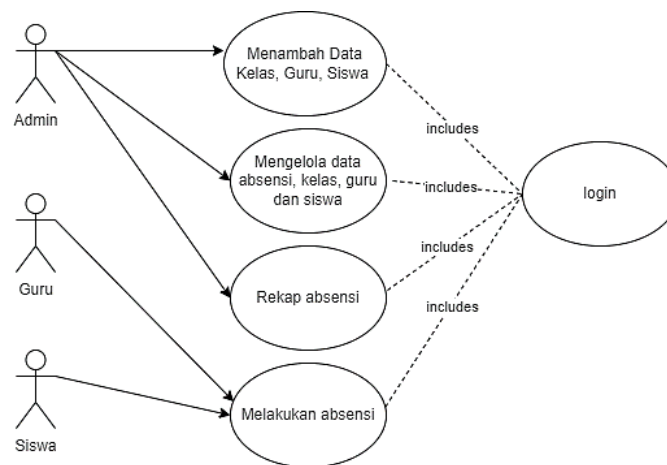 Menambah Data
Kelas, Guru, Siswa
Admin
includes
Mengelola data
absensi, kelas, guru
dan siswa
includes
login
Guru
includes
Rekap absensi
includes
Melakukan absensi
Siswa